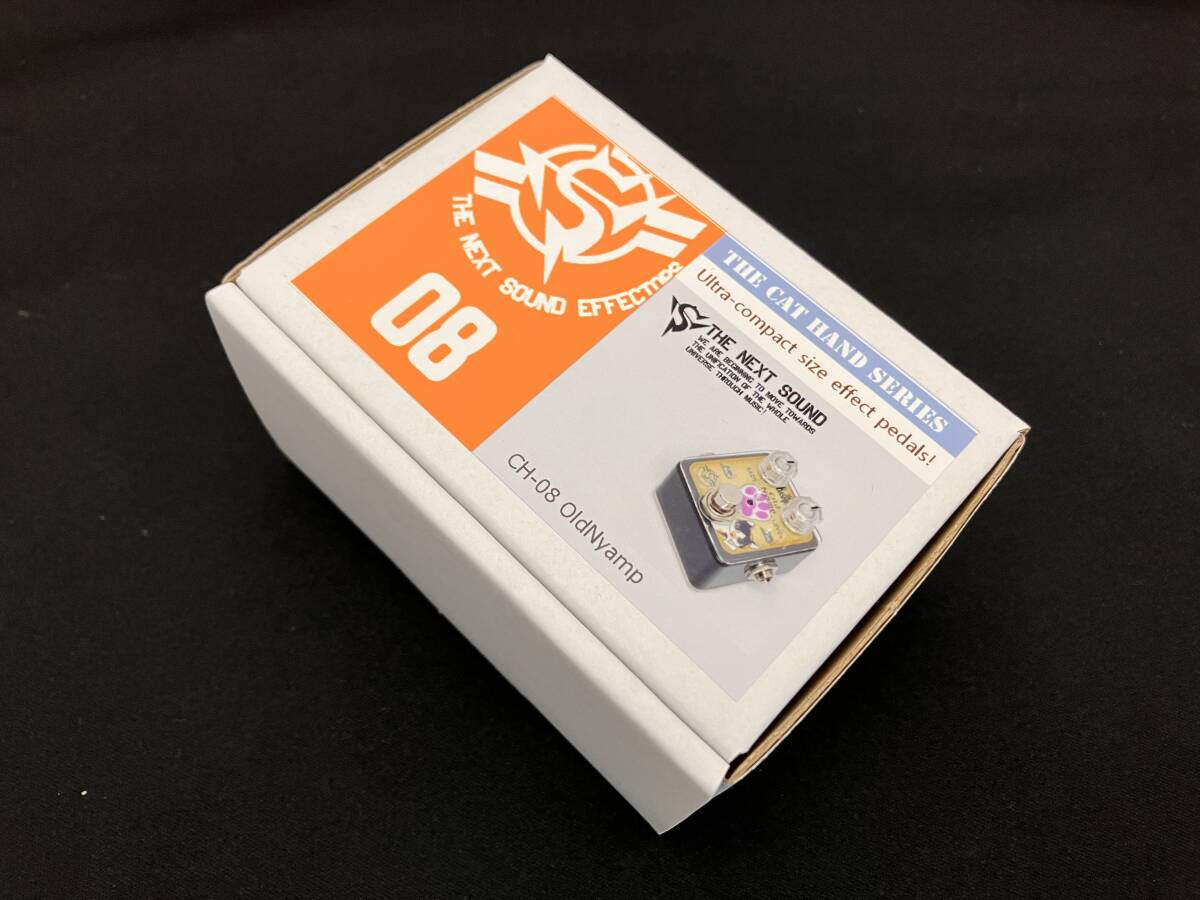 THE NEXT SOUND EFFECTORS
08
THE CAT HAND SERIES
Ultra-compact size effect pedals!
THE NEXT SOUND
WE ARE BEGINNING TO MOVE TOWARDS
THE UNIFICATION OF THE WHOLE
UNIVERSE THROUGH MUSIC!
CH-08 OldNyamp